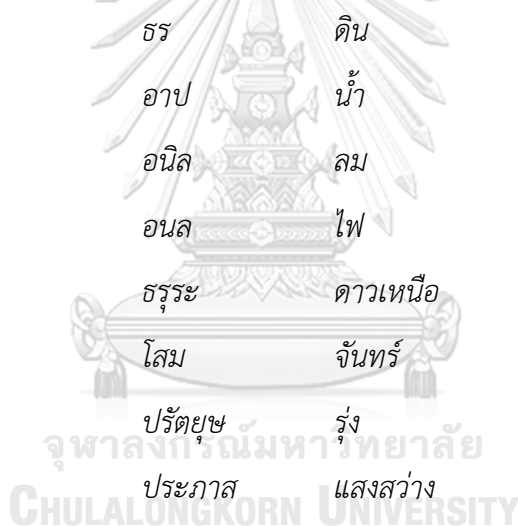 ธร ดิน
อาป น้ำ
อนิล ลม
อนล ไฟ
ธรุระ ดาวเหนือ
โสม จันทร์
ปรัตยุษ รุ่ง
จุฬาลงกรณ์มหาวิทยาลัย
ประภาส แสงสว่าง
CHULALONGKORN UNIVERSITY